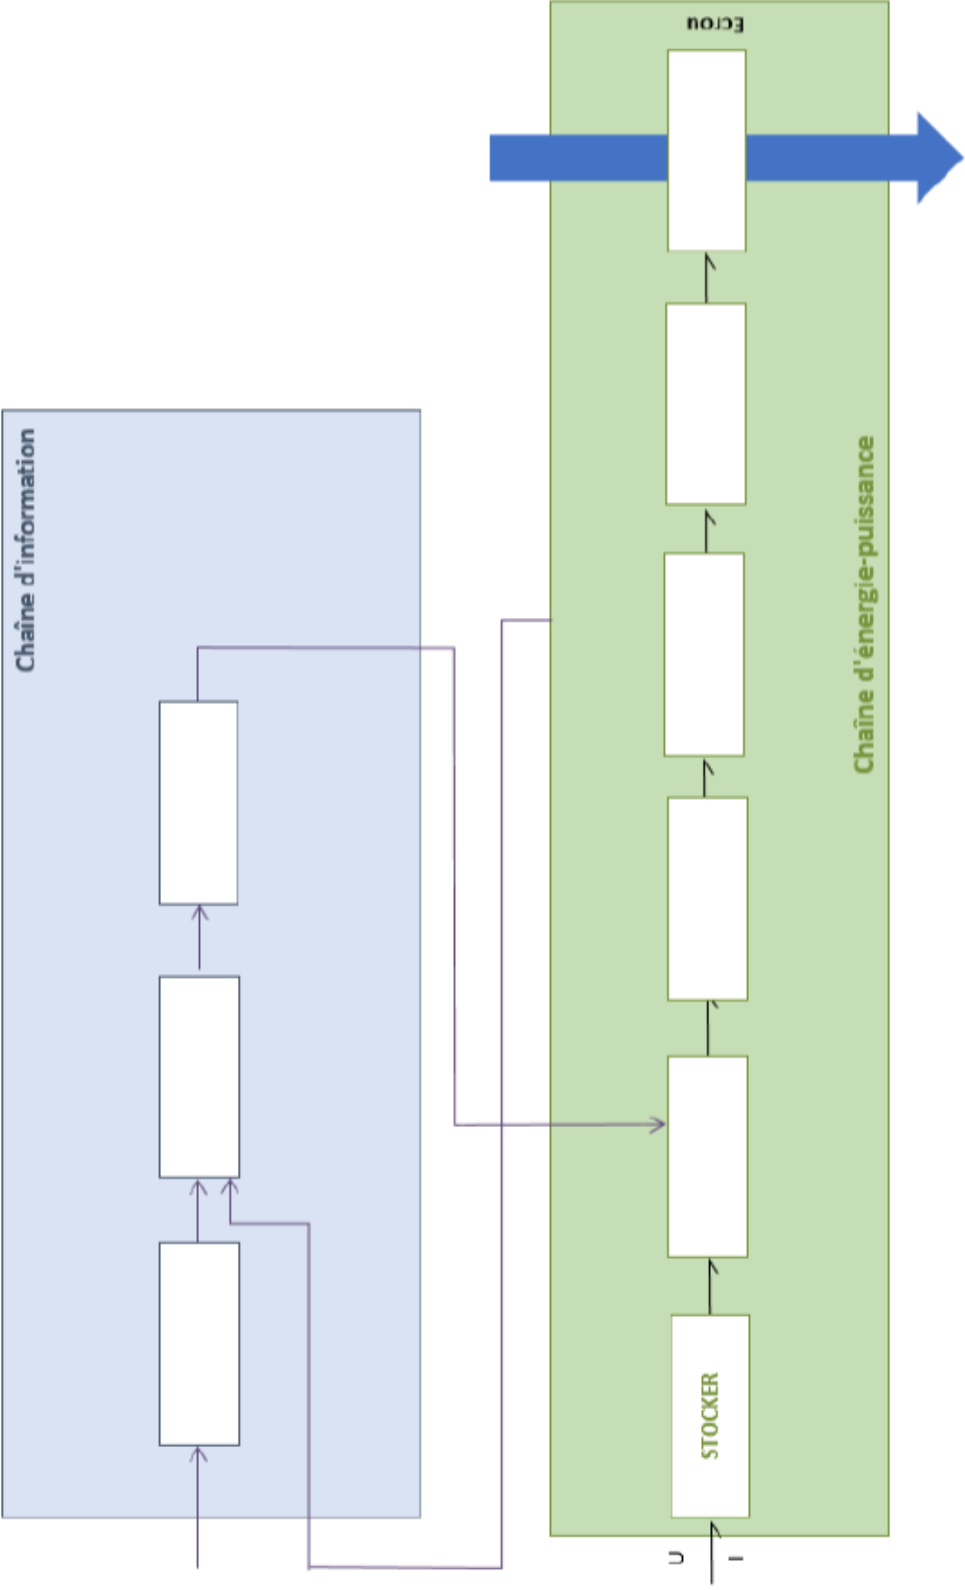 Chaîne d'information
Ecrou
Chaîne d'énergie-puissance
STOCKER
U
I